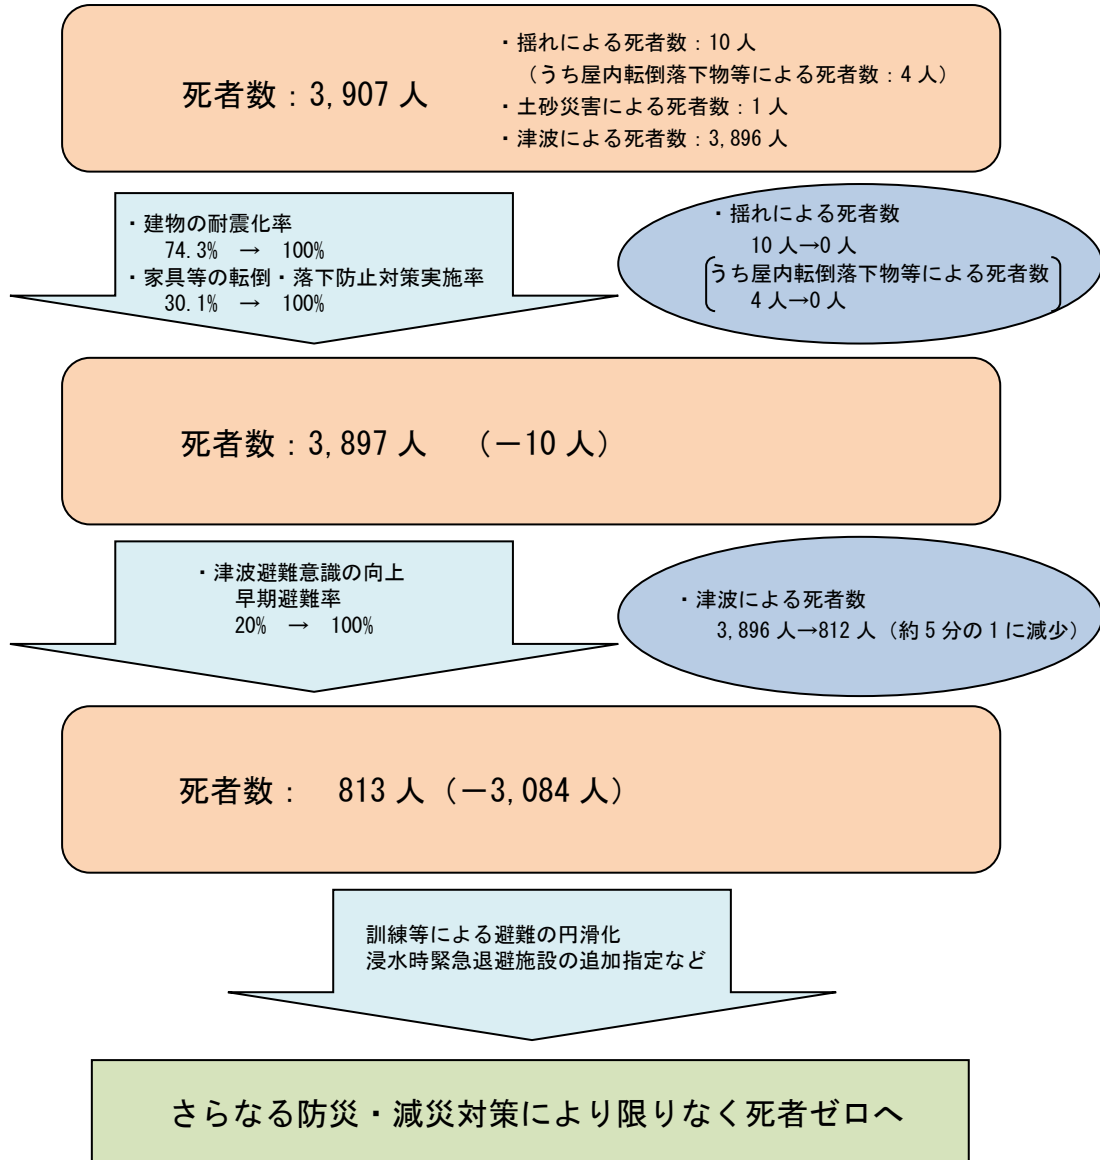 死者数：3,907 人
・揺れによる死者数：10 人
（うち屋内転倒落下物等による死者数：4 人）
・土砂災害による死者数：1 人
・津波による死者数：3,896 人
・建物の耐震化率
74.3% → 100%
・家具等の転倒・落下防止対策実施率
30.1% → 100%
・揺れによる死者数
10 人→0 人
うち屋内転倒落下物等による死者数
4 人→0 人
死者数：3,897 人 （－10 人）
・津波避難意識の向上
早期避難率
20% → 100%
・津波による死者数
3,896 人→812 人（約 5 分の 1 に減少）
死者数： 813 人（－3,084 人）
訓練等による避難の円滑化
浸水時緊急退避施設の追加指定など
さらなる防災・減災対策により限りなく死者ゼロへ